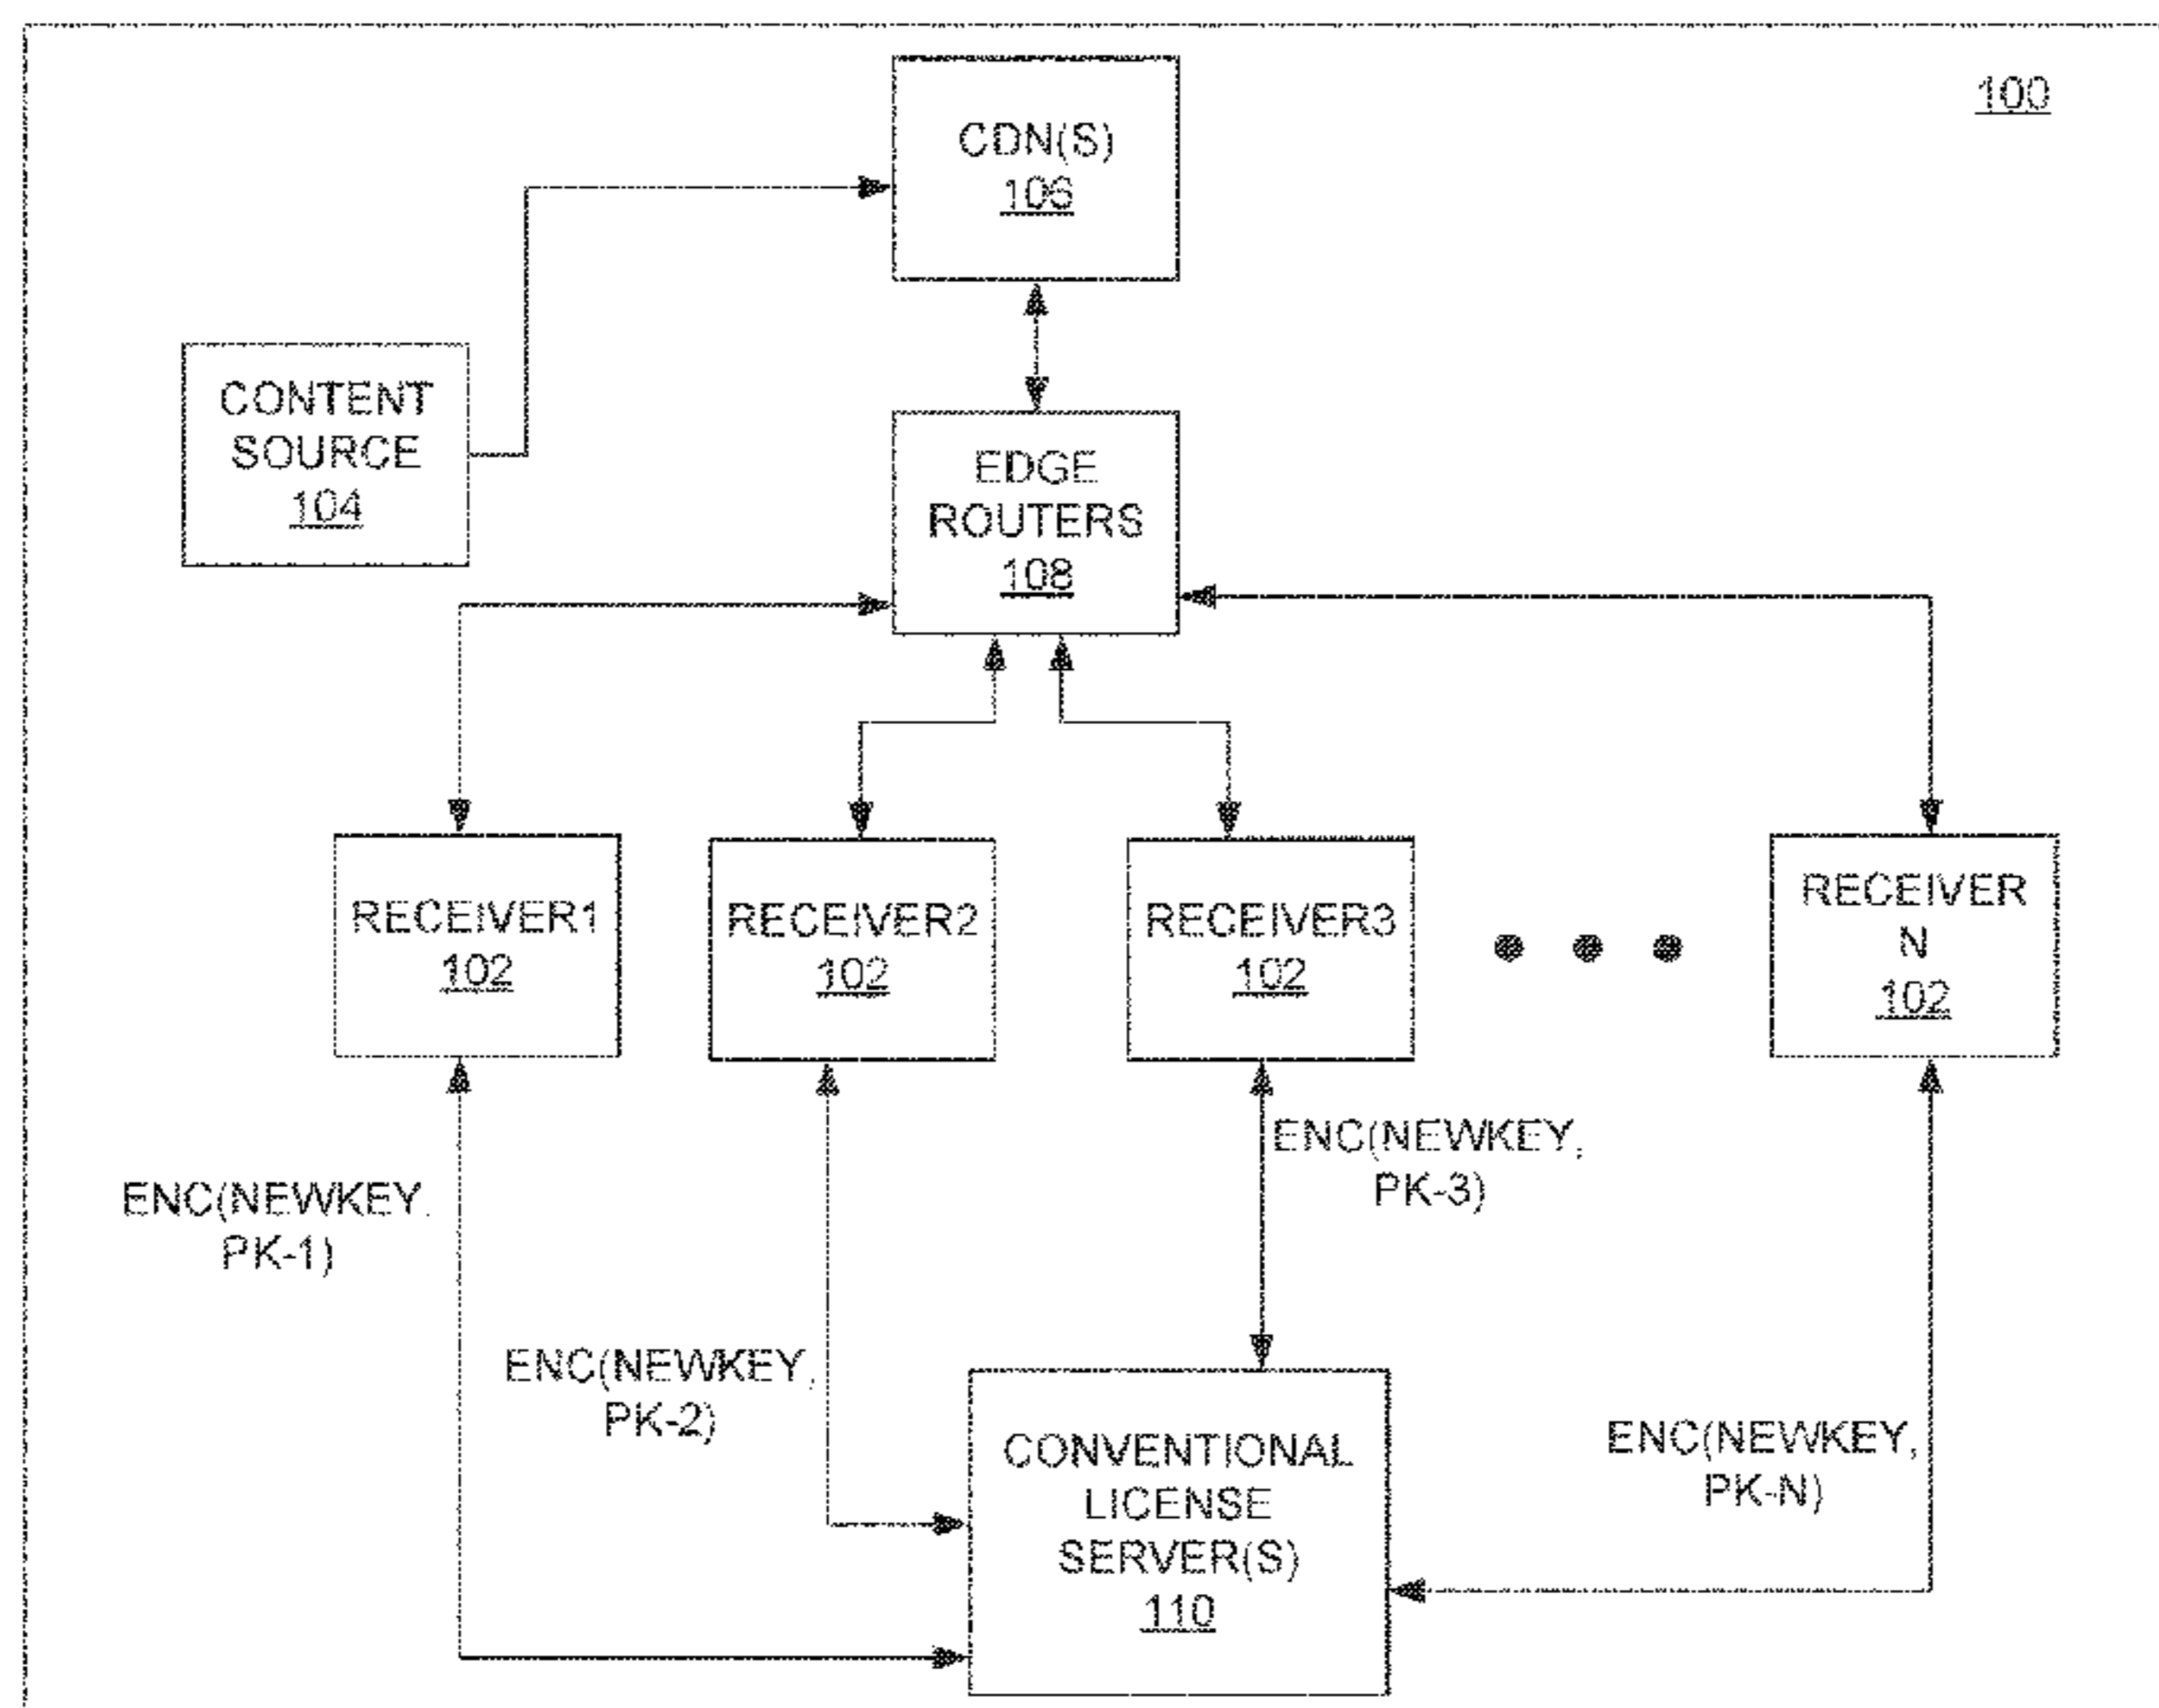 100
CDN(S)
106
CONTENT
SOURCE
104
EDGE
ROUTERS
108
RECEIVER1
102
RECEIVER2
102
RECEIVER3
102
RECEIVER
N
102
ENC(NEWKEY,
PK-1)
ENC(NEWKEY,
PK-2)
ENC(NEWKEY,
PK-3)
ENC(NEWKEY,
PK-N)
CONVENTIONAL
LICENSE
SERVER(S)
110